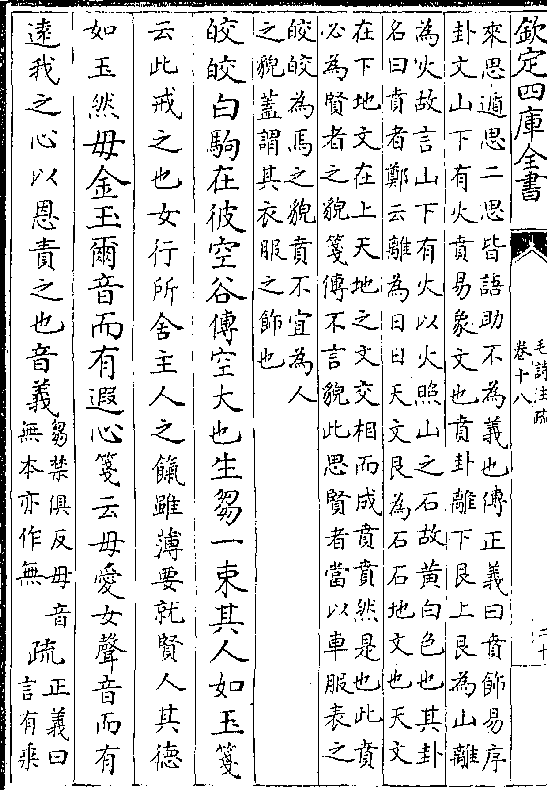 欽定四庫全書
毛詩注疏
卷十八
二十
來思遁思二思皆語助不為義也傳正義曰賁飾易序
卦文山下有火賁易象文也賁卦離下艮上艮為山離
為火故言山下有火以火照山之石故黄白色也其卦
名曰賁者鄭云離為日日天文艮為石石地文也天文
在下地文在上天地之文交相而成賁賁然是也此賁
必為賢者之貌箋傳不言貌此思賢者當以車服表之
皎皎為馬之貌賁不宜為人
之貌蓋謂其衣服之飾也
皎皎白駒在彼空谷傳空大也生芻一束其人如玉箋
云此戒之也女行所舍主人之餼雖薄要就賢人其德
如玉然毋金玉爾音而有遐心箋云毋愛女聲音而有
遠我之心以恩責之也音義芻楚俱反毋音
無本亦作無
疏正義曰
言有乘